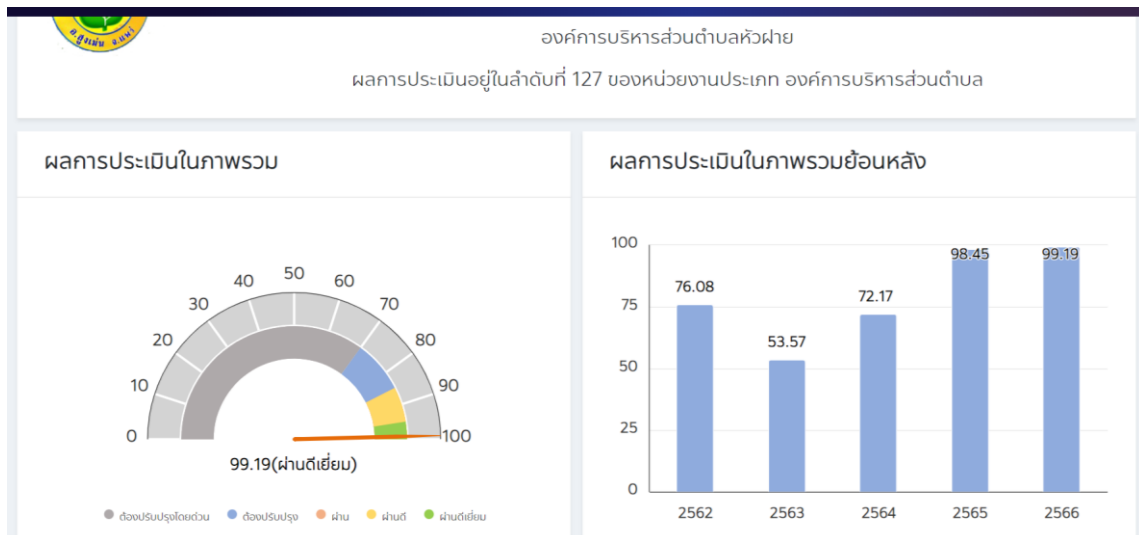 อ.สูงเม่น จ.แพร่
องค์การบริหารส่วนตำบลหัวฝาย
ผลการประเมินอยู่ในลำดับที่ 127 ของหน่วยงานประเภท องค์การบริหารส่วนตำบล
ผลการประเมินในภาพรวม
0
10
20
30
40
50
60
70
80
90
100
99.19(ผ่านดีเยี่ยม)
ต้องปรับปรุงโดยด่วน ต้องปรับปรุง ผ่าน ผ่านดี ผ่านดีเยี่ยม
ผลการประเมินในภาพรวมย้อนหลัง
100
75
50
25
0
76.08
53.57
72.17
98.45
99.19
2562 2563 2564 2565 2566